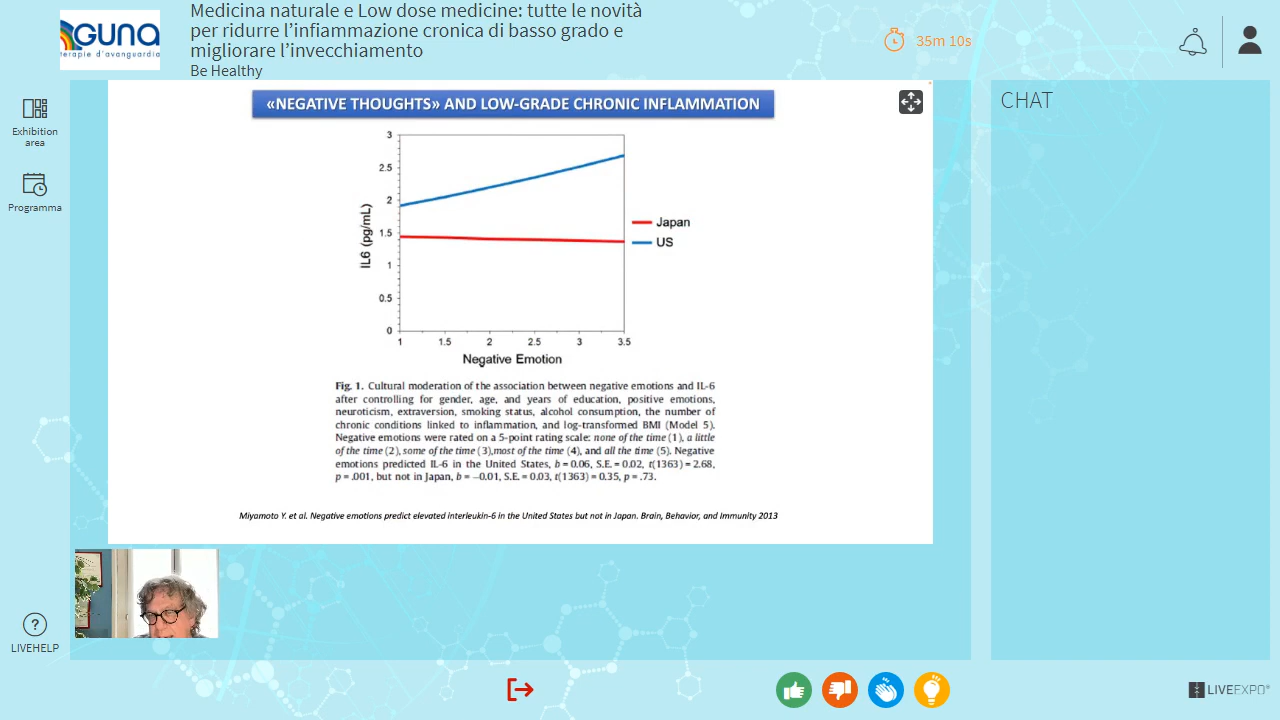 GUNA
terapie d'avanguardia
Medicina naturale e Low dose medicine: tutte le novità
per ridurre l'infiammazione cronica di basso grado e
migliorare l'invecchiamento
Be Healthy
35m 10s
Exhibition
area
Programma
LIVEHELP
«NEGATIVE THOUGHTS» AND LOW-GRADE CHRONIC INFLAMMATION
3
2.5
2
1.5
1
0.5
0
IL6 (pg/mL)
1 1.5 2 2.5 3 3.5
Negative Emotion
Japan
US
Fig. 1. Cultural moderation of the association between negative emotions and IL-6
after controlling for gender, age, and years of education, positive emotions,
neuroticism, extraversion, smoking status, alcohol consumption, the number of
chronic conditions linked to inflammation, and log-transformed BMI (Model 5).
Negative emotions were rated on a 5-point rating scale: none of the time (1), a little
of the time (2), some of the time (3),most of the time (4), and all the time (5). Negative
emotions predicted IL-6 in the United States, b = 0.06, S.E. = 0.02, t(1363) = 2.68,
p = .001, but not in Japan, b = −0.01, S.E. = 0.03, t(1363) = 0.35, p = .73.
Miyamoto Y. et al. Negative emotions predict elevated interleukin-6 in the United States but not in Japan. Brain, Behavior, and Immunity 2013
CHAT
LIVEEXPO®